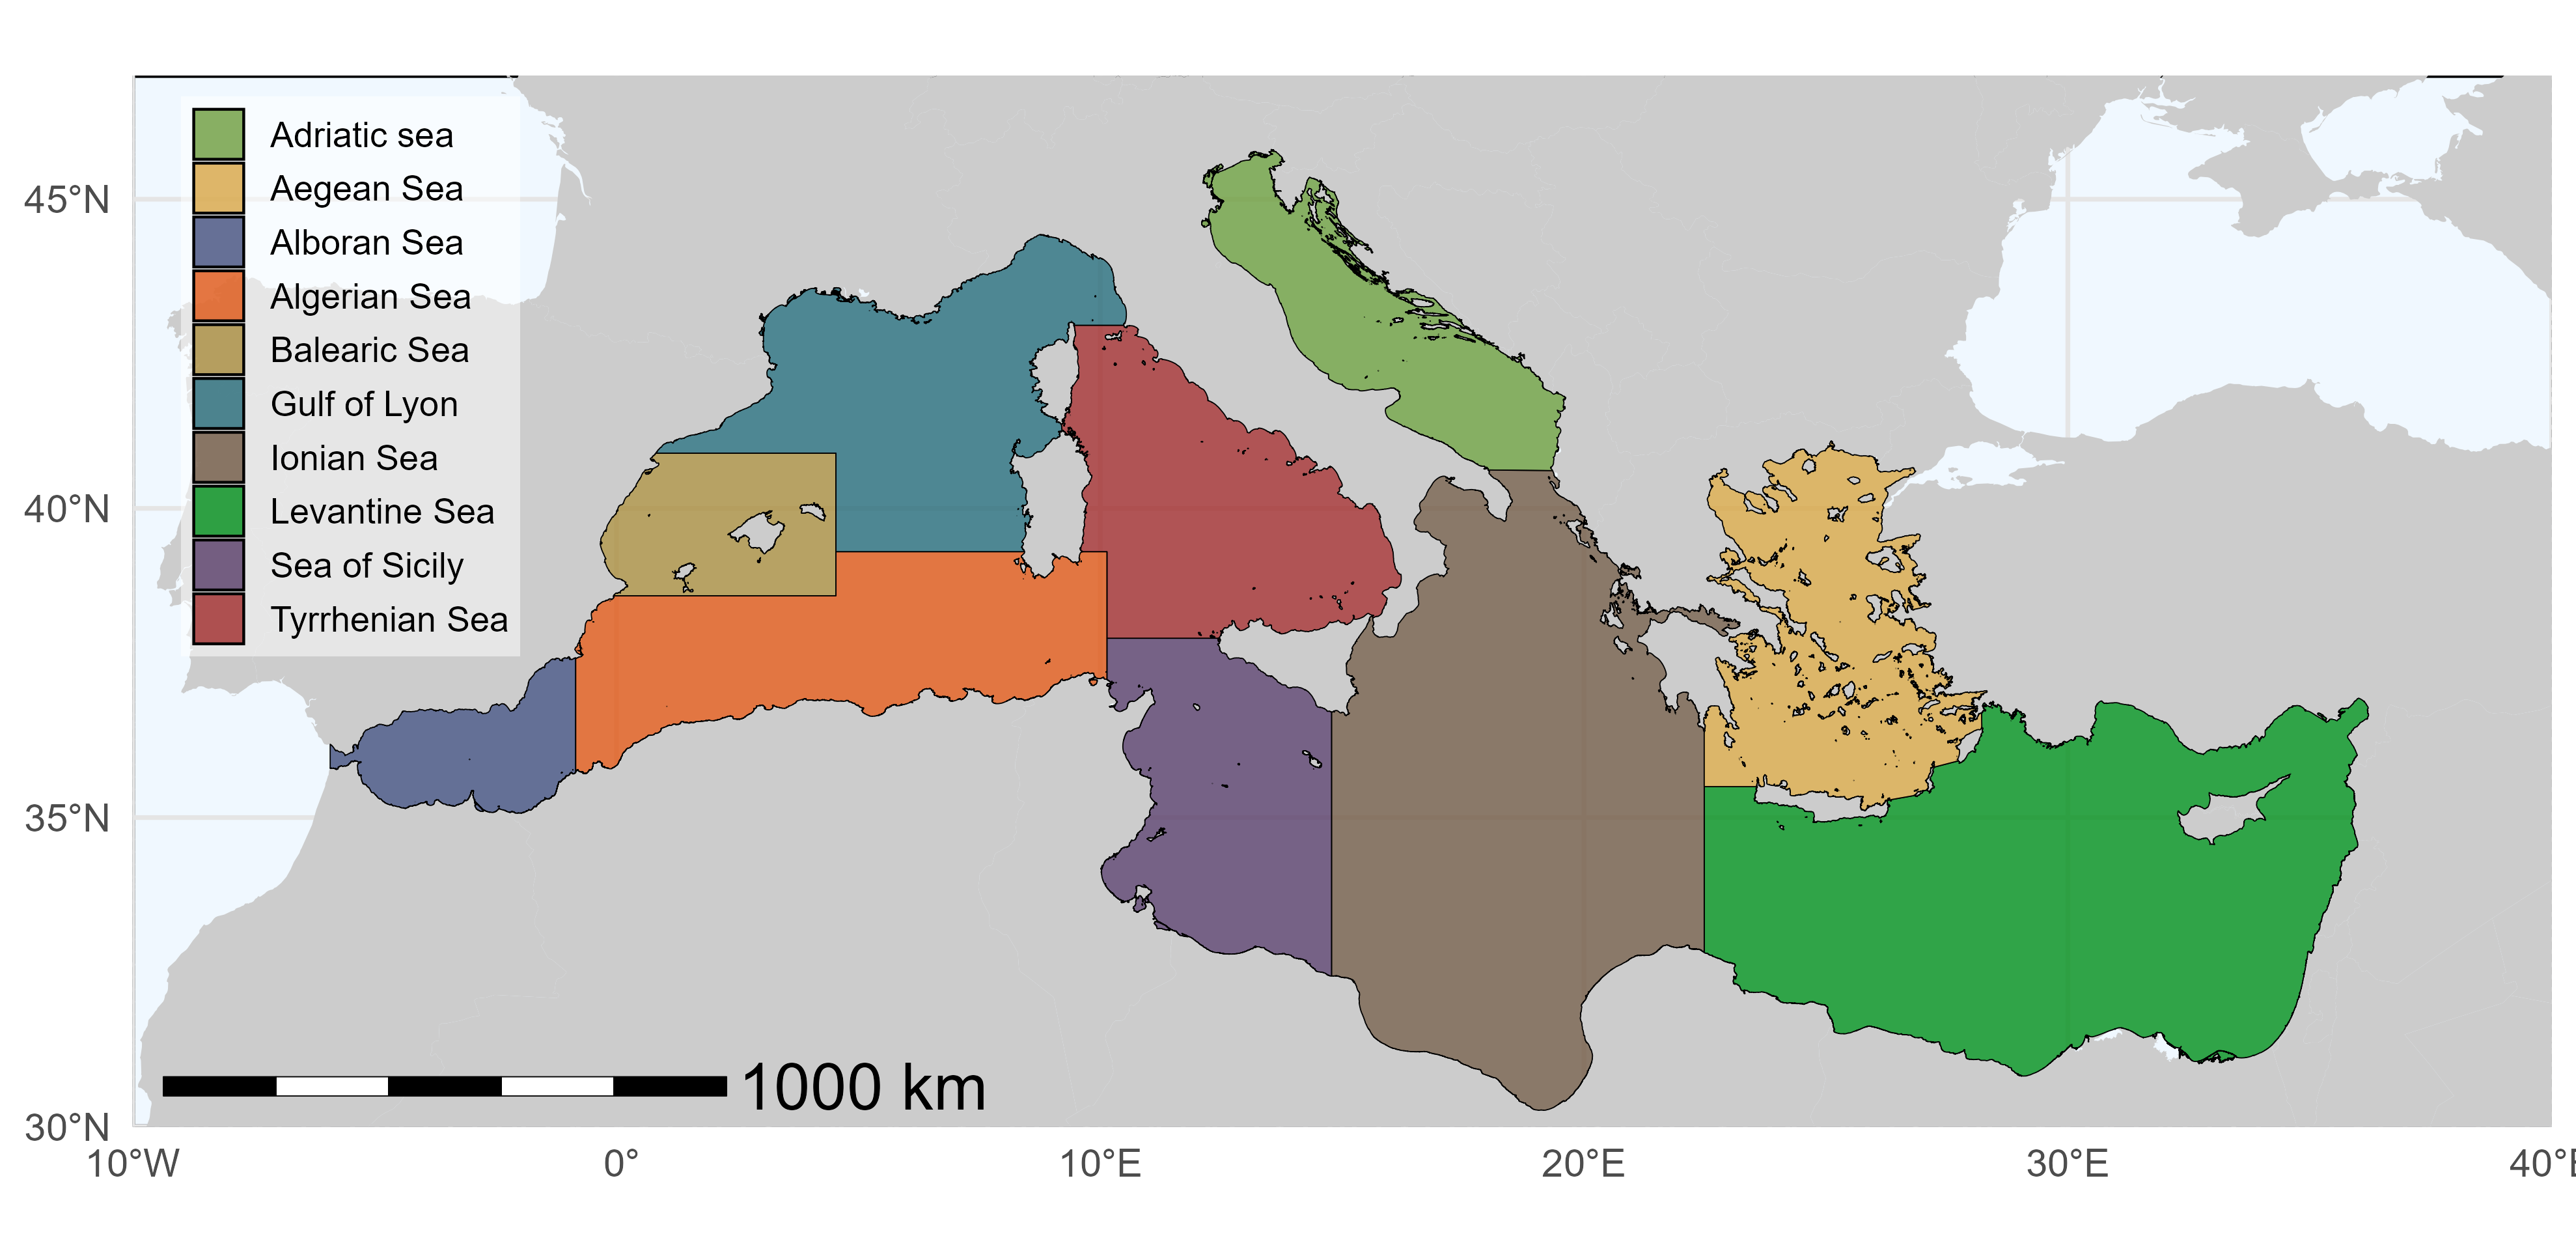 Adriatic sea
Aegean Sea
Alboran Sea
Algerian Sea
Balearic Sea
Gulf of Lyon
Ionian Sea
Levantine Sea
Sea of Sicily
Tyrrhenian Sea
45°N
40°N
35°N
30°N
1000 km
10°W 0° 10°E 20°E 30°E 40°E